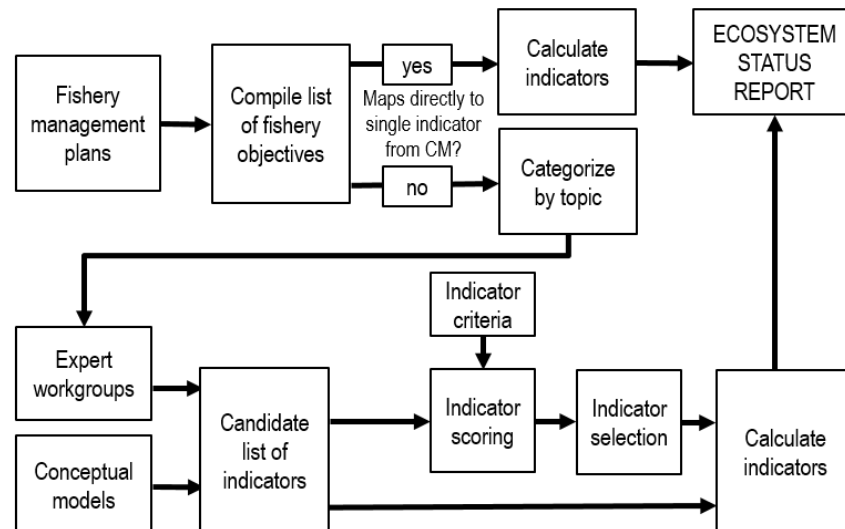 Fishery
management
plans
Compile list
of fishery
objectives
yes
Maps directly to
single indicator
from CM?
no
Calculate
indicators
ECOSYSTEM
STATUS
REPORT
Categorize
by topic
Indicator
criteria
Expert
workgroups
Conceptual
models
Candidate
list of
indicators
Indicator
scoring
Indicator
selection
Calculate
indicators